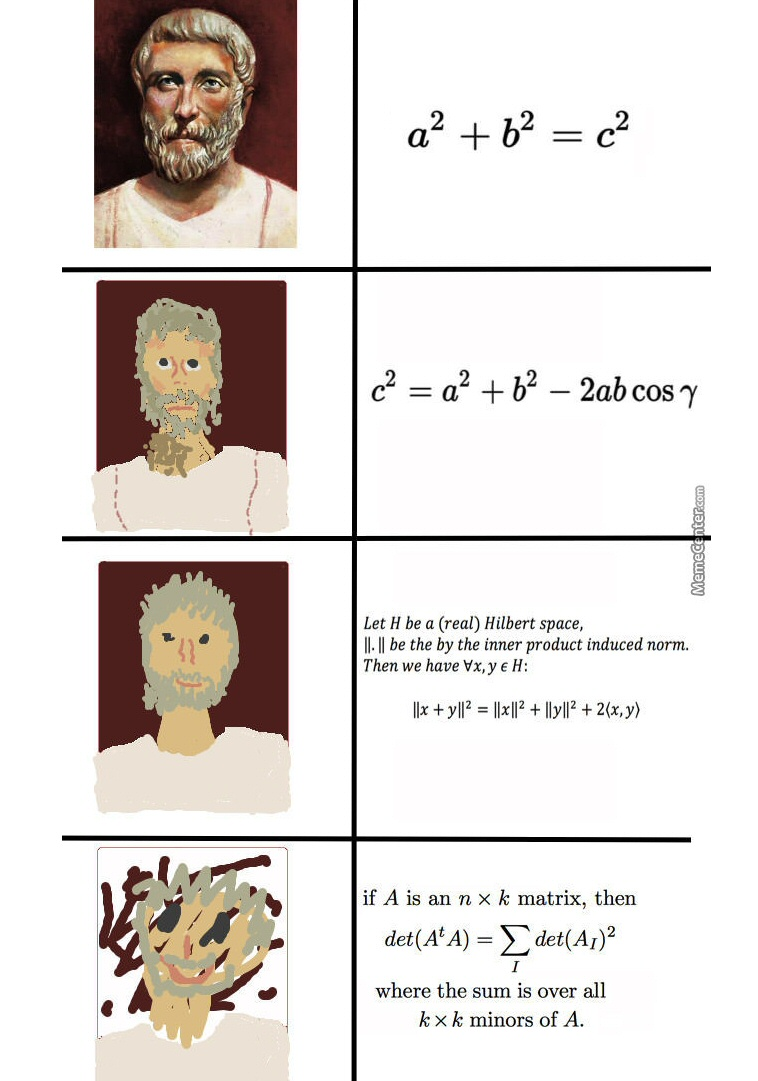 a² + b² = c²
c² = a² + b² − 2ab cos γ
MemeCenter.com
Let H be a (real) Hilbert space,
‖.‖ be the by the inner product induced norm.
Then we have ∀x, y ϵ H:
‖x + y‖² = ‖x‖² + ‖y‖² + 2⟨x, y⟩
if A is an n × k matrix, then
det(AᵗA) = ∑ det(A_I)²
I
where the sum is over all
k × k minors of A.